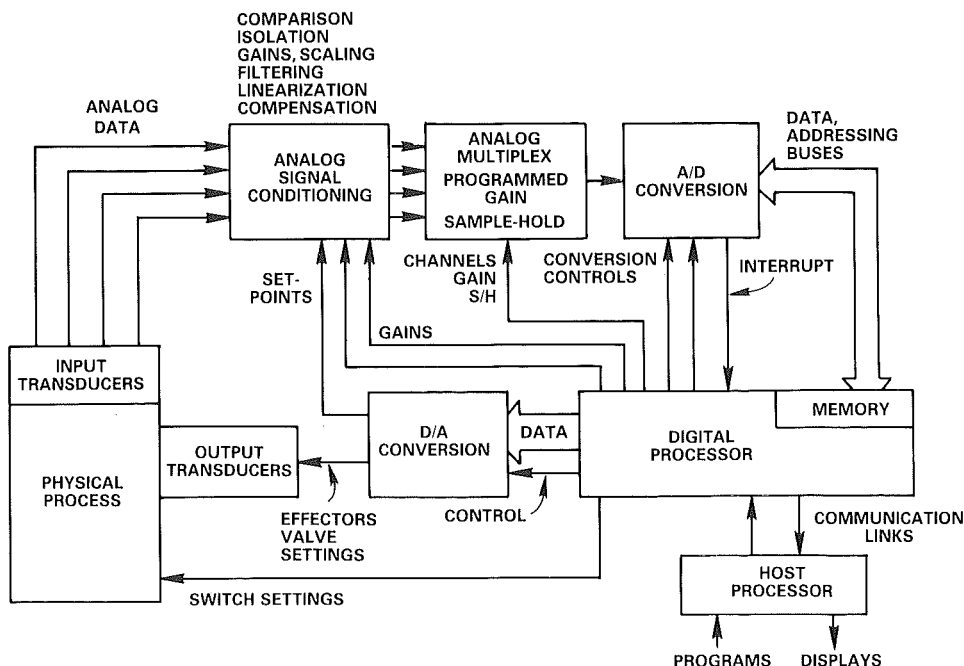 COMPARISON
ISOLATION
GAINS, SCALING
FILTERING
LINEARIZATION
COMPENSATION
ANALOG
DATA
ANALOG
SIGNAL
CONDITIONING
ANALOG
MULTIPLEX
PROGRAMMED
GAIN
SAMPLE-HOLD
A/D
CONVERSION
DATA,
ADDRESSING
BUSES
SET-
POINTS
CHANNELS
GAIN
S/H
CONVERSION
CONTROLS
INTERRUPT
GAINS
INPUT
TRANSDUCERS
PHYSICAL
PROCESS
OUTPUT
TRANSDUCERS
D/A
CONVERSION
DATA
DIGITAL
PROCESSOR
MEMORY
EFFECTORS
VALVE
SETTINGS
CONTROL
COMMUNICATION
LINKS
SWITCH SETTINGS
HOST
PROCESSOR
PROGRAMS
DISPLAYS